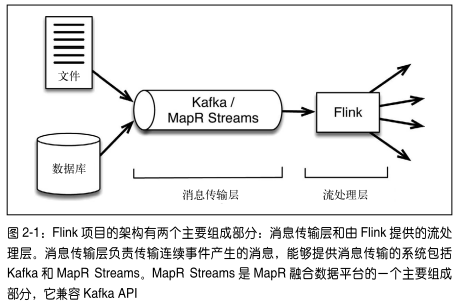 文件
数据库
Kafka /
MapR Streams
Flink
消息传输层
流处理层
图 2-1：Flink 项目的架构有两个主要组成部分：消息传输层和由 Flink 提供的流处
理层。消息传输层负责传输连续事件产生的消息，能够提供消息传输的系统包括
Kafka 和 MapR Streams。MapR Streams 是 MapR 融合数据平台的一个主要组成
部分，它兼容 Kafka API